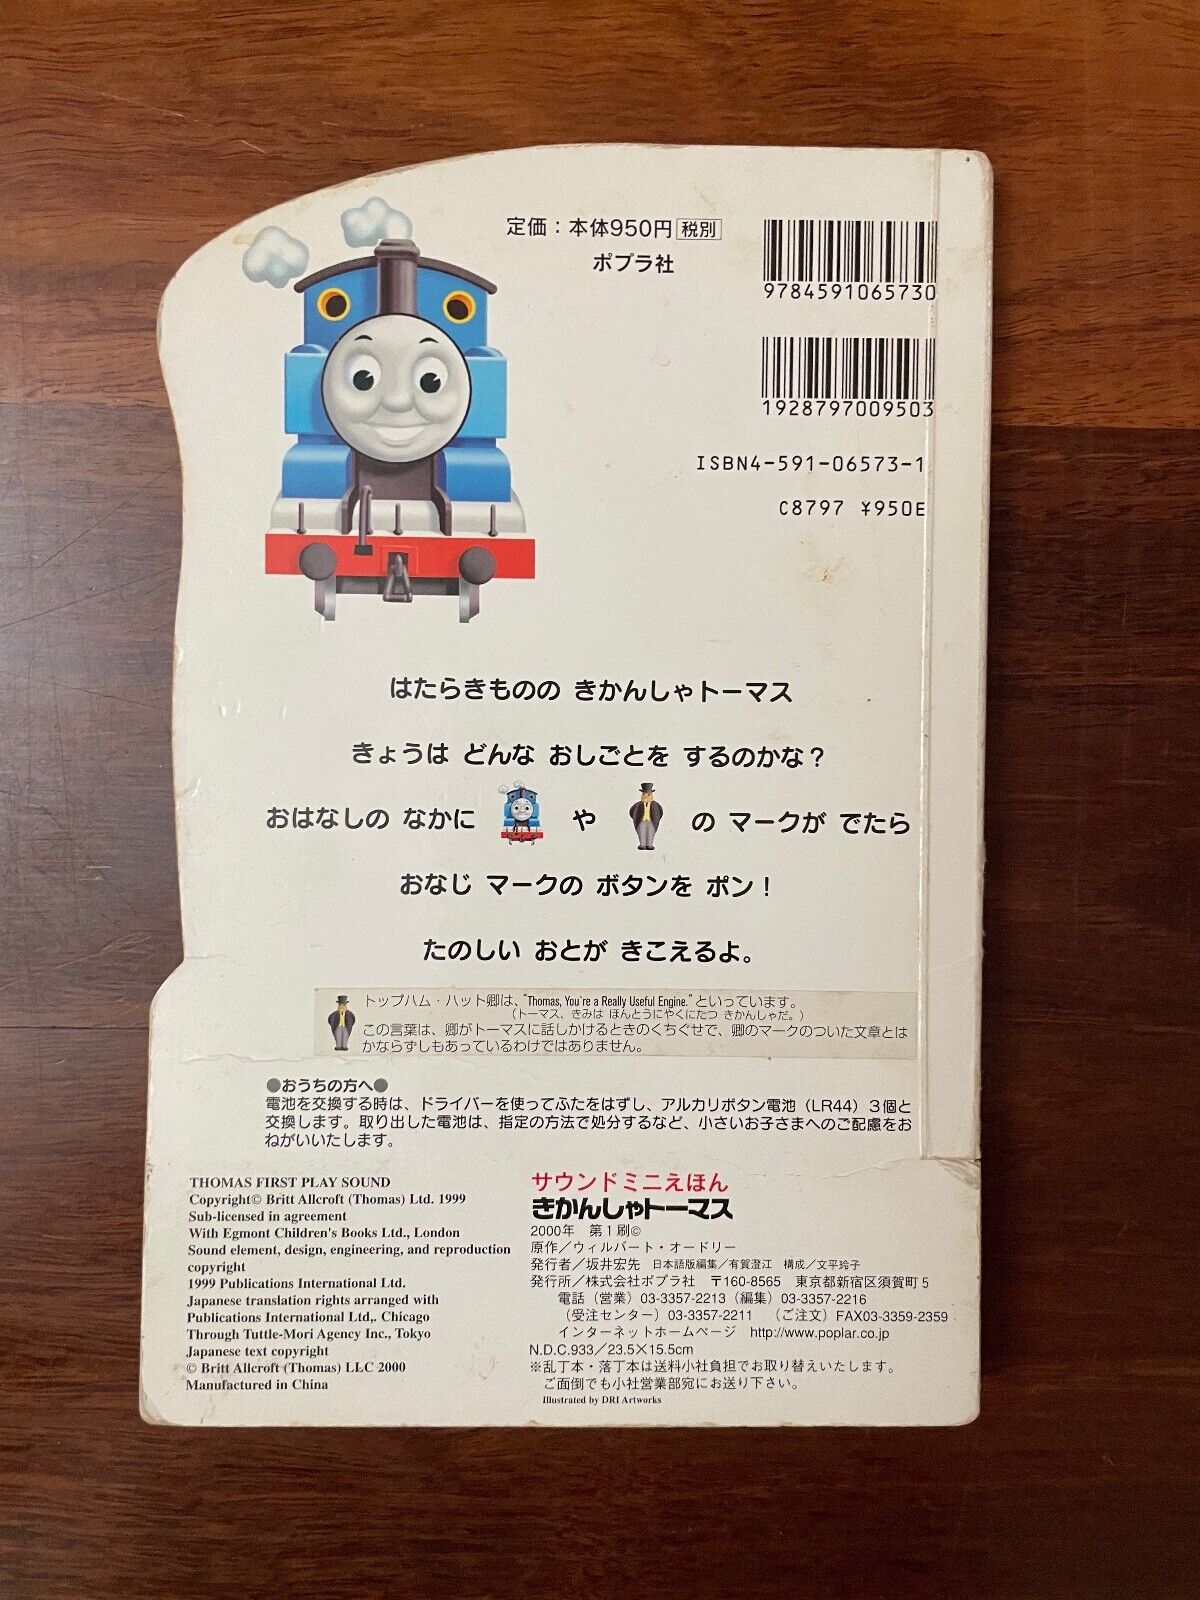 定価：本体950円 税別
ポプラ社
9784591065730
1928797009503
ISBN4-591-06573-1
C8797 ¥950E
はたらきものの きかんしゃトーマス
きょうは どんな おしごとを するのかな？
おはなしの なかに や の マークが でたら
おなじ マークの ボタンを ポン！
たのしい おとが きこえるよ。
トップハム・ハット卿は、"Thomas, You're a Really Useful Engine."といっています。
（トーマス、きみは ほんとうにやくにたつ きかんしゃだ。）
この言葉は、卿がトーマスに話しかけるときのくちぐせで、卿のマークのついた文章とは
かならずしもあっているわけではありません。
●おうちの方へ●
電池を交換する時は、ドライバーを使ってふたをはずし、アルカリボタン電池（LR44）３個と
交換します。取り出した電池は、指定の方法で処分するなど、小さいお子さまへのご配慮をお
ねがいいたします。
THOMAS FIRST PLAY SOUND
Copyright© Britt Allcroft (Thomas) Ltd. 1999
Sub-licensed in agreement
With Egmont Children's Books Ltd., London
Sound element, design, engineering, and reproduction
copyright
1999 Publications International Ltd.
Japanese translation rights arranged with
Publications International Ltd,. Chicago
Through Tuttle-Mori Agency Inc., Tokyo
Japanese text copyright
© Britt Allcroft (Thomas) LLC 2000
Manufactured in China
サウンドミニえほん
きかんしゃトーマス
2000年 第１刷©
原作／ウィルバート・オードリー
発行者／坂井宏先 日本語版編集／有賀澄江 構成／文平玲子
発行所／株式会社ポプラ社 〒160-8565 東京都新宿区須賀町５
電話（営業）03-3357-2213（編集）03-3357-2216
（受注センター）03-3357-2211 （ご注文）FAX03-3359-2359
インターネットホームページ http://www.poplar.co.jp
N.D.C.933／23.5×15.5cm
※乱丁本・落丁本は送料小社負担でお取り替えいたします。
ご面倒でも小社営業部宛にお送り下さい。
Illustrated by DRi Artworks